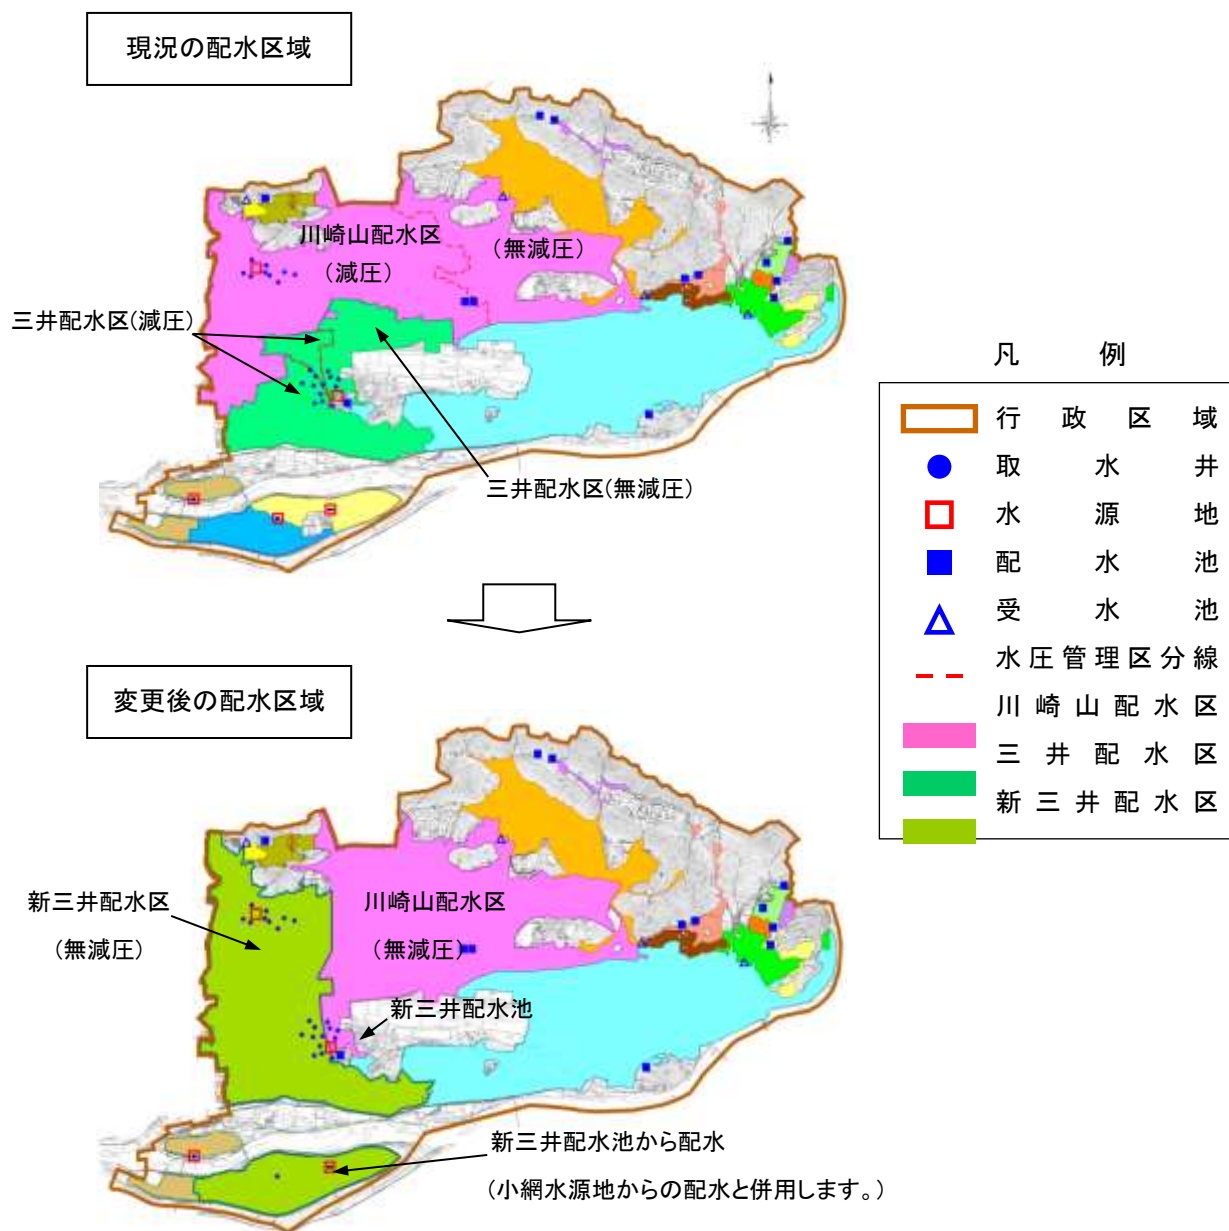 現況の配水区域
川崎山配水区
(減圧)
(無減圧)
三井配水区(減圧)
三井配水区(無減圧)
凡 例
行政区域
取水井
水源地
配水池
受水池
水圧管理区分線
川崎山配水区
三井配水区
新三井配水区
変更後の配水区域
新三井配水区
(無減圧)
川崎山配水区
(無減圧)
新三井配水池
新三井配水池から配水
(小網水源地からの配水と併用します。)